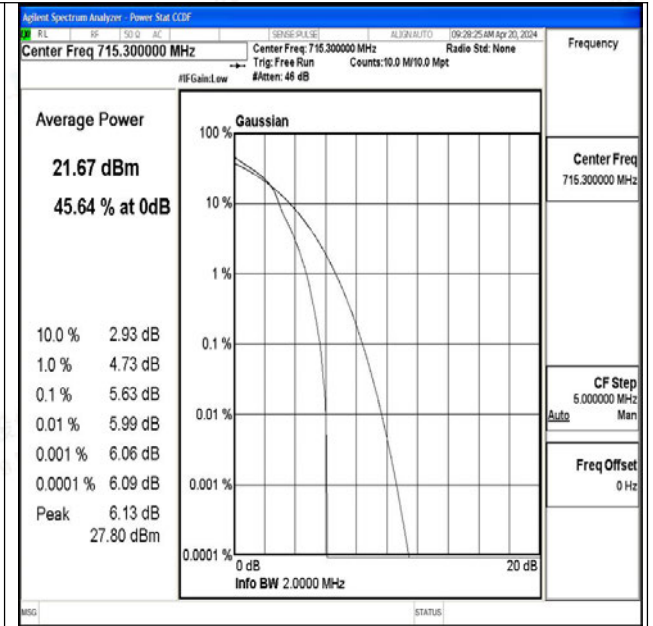 Agilent Spectrum Analyzer - Power Stat CCDF
RL RF 50 Ω AC SENSE:PULSE ALIGN AUTO 09:28:25 AM Apr 20, 2024
Center Freq 715.300000 MHz
Center Freq: 715.300000 MHz Radio Std: None
Trig: Free Run Counts:10.0 M/10.0 Mpt
#IFGain:Low #Atten: 46 dB
Frequency
Average Power
21.67 dBm
45.64 % at 0dB
10.0 % 2.93 dB
1.0 % 4.73 dB
0.1 % 5.63 dB
0.01 % 5.99 dB
0.001 % 6.06 dB
0.0001 % 6.09 dB
Peak 6.13 dB
27.80 dBm
Gaussian
100 %
10 %
1 %
0.1 %
0.01 %
0.001 %
0.0001 %
0 dB 20 dB
Info BW 2.0000 MHz
Center Freq
715.300000 MHz
CF Step
5.000000 MHz
Auto Man
Freq Offset
0 Hz
MSG STATUS